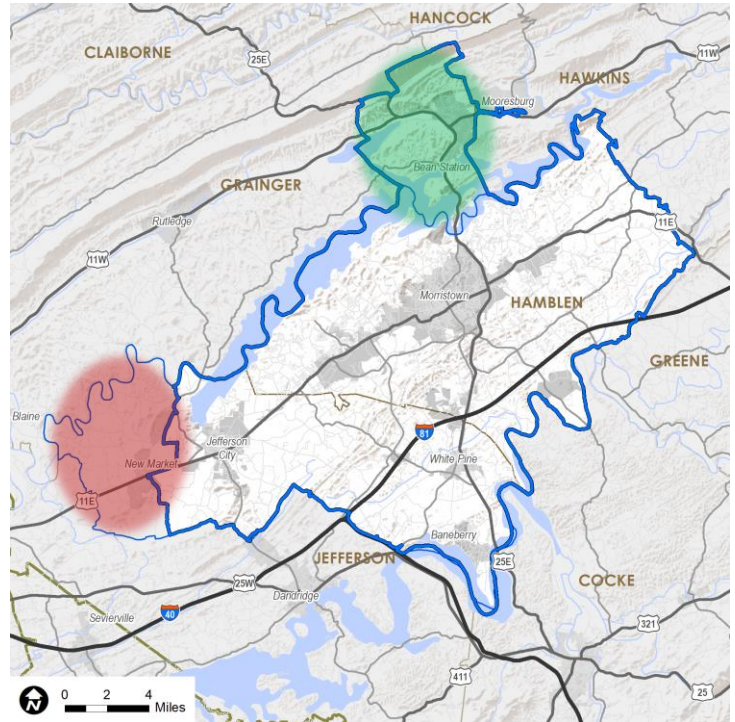 HANCOCK
CLAIBORNE
25E
11W
HAWKINS
Mooresburg
Bean Station
GRAINGER
Rutledge
11E
11W
Morristown
HAMBLEN
GREENE
Blaine
81
Jefferson
City
New Market
White Pine
11E
Baneberry
JEFFERSON
25E
25W
COCKE
Dandridge
40
Sevierville
321
411
25
N
0 2 4
Miles